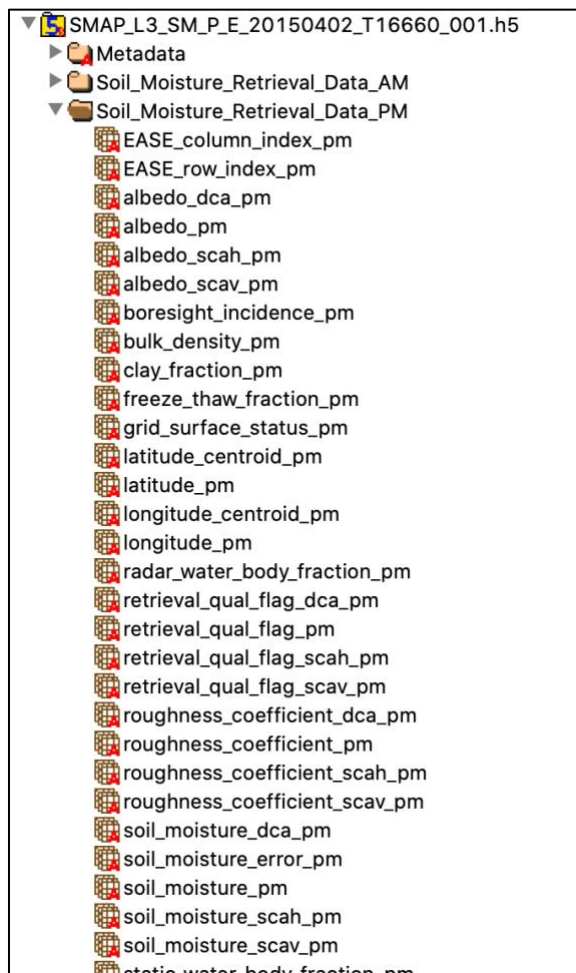 SMAP_L3_SM_P_E_20150402_T16660_001.h5
Metadata
Soil_Moisture_Retrieval_Data_AM
Soil_Moisture_Retrieval_Data_PM
EASE_column_index_pm
EASE_row_index_pm
albedo_dca_pm
albedo_pm
albedo_scah_pm
albedo_scav_pm
boresight_incidence_pm
bulk_density_pm
clay_fraction_pm
freeze_thaw_fraction_pm
grid_surface_status_pm
latitude_centroid_pm
latitude_pm
longitude_centroid_pm
longitude_pm
radar_water_body_fraction_pm
retrieval_qual_flag_dca_pm
retrieval_qual_flag_pm
retrieval_qual_flag_scah_pm
retrieval_qual_flag_scav_pm
roughness_coefficient_dca_pm
roughness_coefficient_pm
roughness_coefficient_scah_pm
roughness_coefficient_scav_pm
soil_moisture_dca_pm
soil_moisture_error_pm
soil_moisture_pm
soil_moisture_scah_pm
soil_moisture_scav_pm
static_water_body_fraction_pm